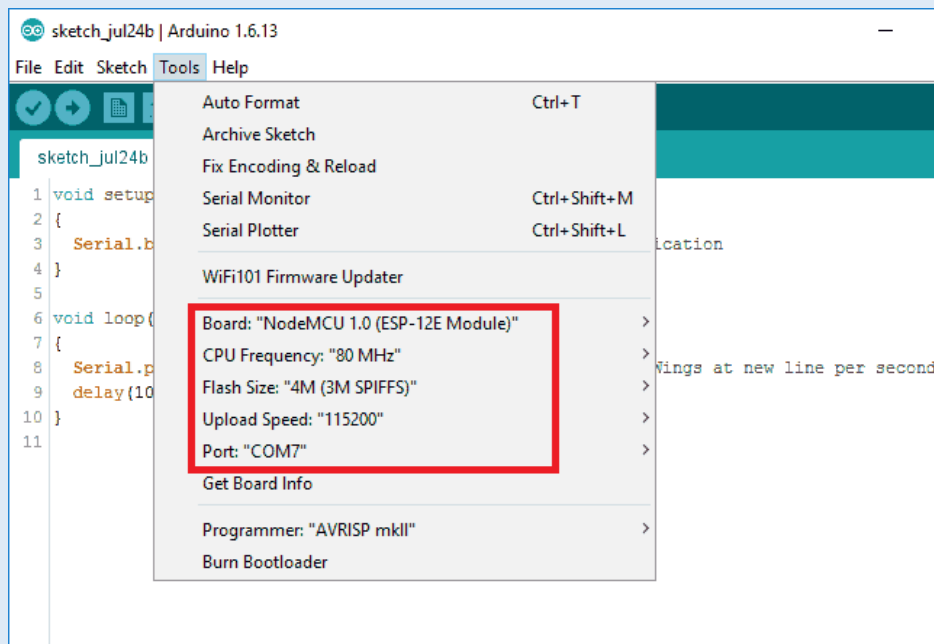 sketch_jul24b | Arduino 1.6.13
File Edit Sketch Tools Help
Auto Format Ctrl+T
Archive Sketch
Fix Encoding & Reload
Serial Monitor Ctrl+Shift+M
Serial Plotter Ctrl+Shift+L
WiFi101 Firmware Updater
Board: "NodeMCU 1.0 (ESP-12E Module)"
CPU Frequency: "80 MHz"
Flash Size: "4M (3M SPIFFS)"
Upload Speed: "115200"
Port: "COM7"
Get Board Info
Programmer: "AVRISP mkII"
Burn Bootloader
sketch_jul24b
1 void setup
2 {
3 Serial.b ication
4 }
5
6 void loop{
7 {
8 Serial.p Wings at new line per second
9 delay{10
10 }
11